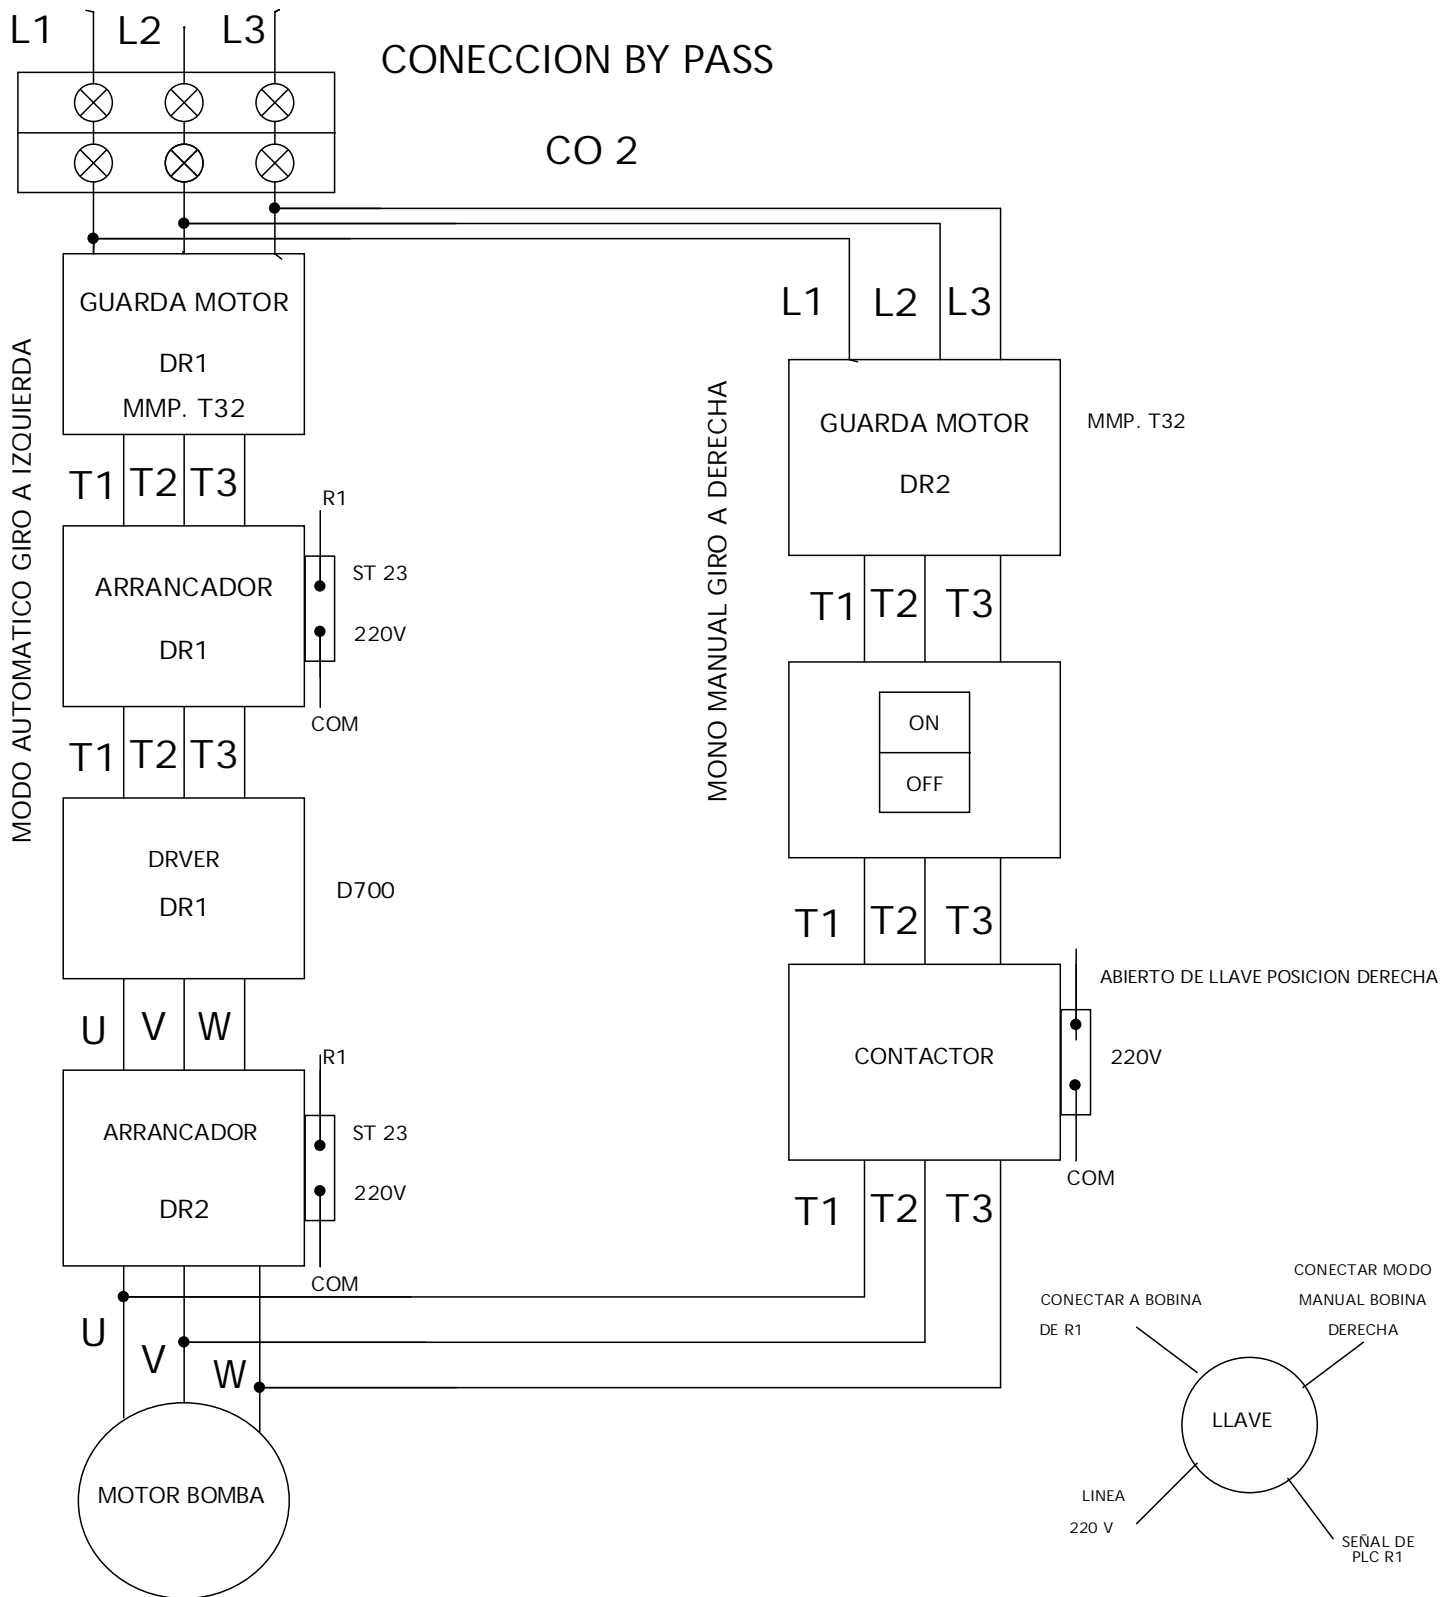 L1 L2 L3
CONECCION BY PASS
CO 2
GUARDA MOTOR
DR1
MMP. T32
MODO AUTOMATICO GIRO A IZQUIERDA
T1 T2 T3
R1
ARRANCADOR
DR1
ST 23
220V
COM
T1 T2 T3
DRVER
DR1
D700
U V W
R1
ARRANCADOR
DR2
ST 23
220V
COM
U
V
W
MOTOR BOMBA
L1 L2 L3
MONO MANUAL GIRO A DERECHA
GUARDA MOTOR
DR2
MMP. T32
T1 T2 T3
ON
OFF
T1 T2 T3
CONTACTOR
ABIERTO DE LLAVE POSICION DERECHA
220V
COM
T1 T2 T3
CONECTAR A BOBINA
DE R1
CONECTAR MODO
MANUAL BOBINA
DERECHA
LLAVE
LINEA
220 V
SEÑAL DE
PLC R1